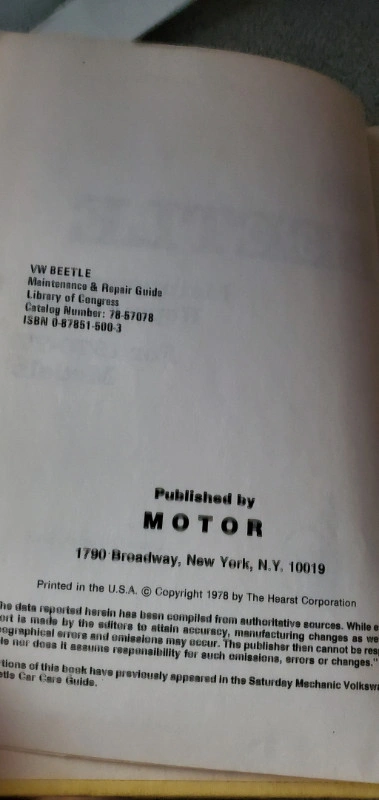 VW BEETLE
Maintenance & Repair Guide
Library of Congress
Catalog Number: 78-57078
ISBN 0-87851-500-3
Published by
MOTOR
1790 Broadway, New York, N.Y. 10019
Printed in the U.S.A. © Copyright 1978 by The Hearst Corporation
he data reported herein has been compiled from authoritative sources. While e
ort is made by the editors to attain accuracy, manufacturing changes as we
ographical errors and omissions may occur. The publisher then cannot be res
le nor does it assume responsibility for such omissions, errors or changes."
tions of this book have previously appeared in the Saturday Mechanic Volkswa
etle Car Care Guide.